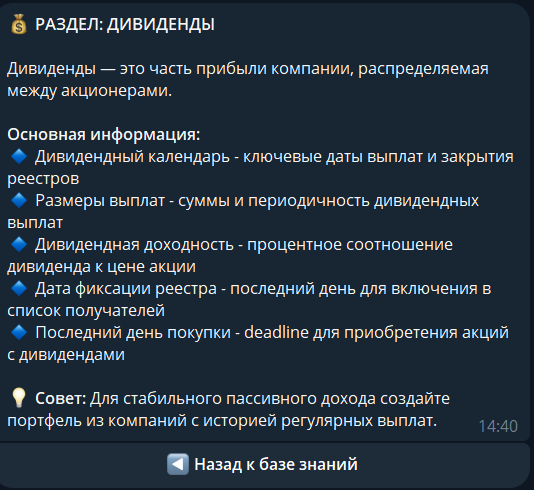 💰 РАЗДЕЛ: ДИВИДЕНДЫ
Дивиденды — это часть прибыли компании, распределяемая
между акционерами.
Основная информация:
🔹 Дивидендный календарь - ключевые даты выплат и закрытия
реестров
🔹 Размеры выплат - суммы и периодичность дивидендных
выплат
🔹 Дивидендная доходность - процентное соотношение
дивиденда к цене акции
🔹 Дата фиксации реестра - последний день для включения в
список получателей
🔹 Последний день покупки - deadline для приобретения акций
с дивидендами
💡 Совет: Для стабильного пассивного дохода создайте
портфель из компаний с историей регулярных выплат.
14:40
◀️ Назад к базе знаний